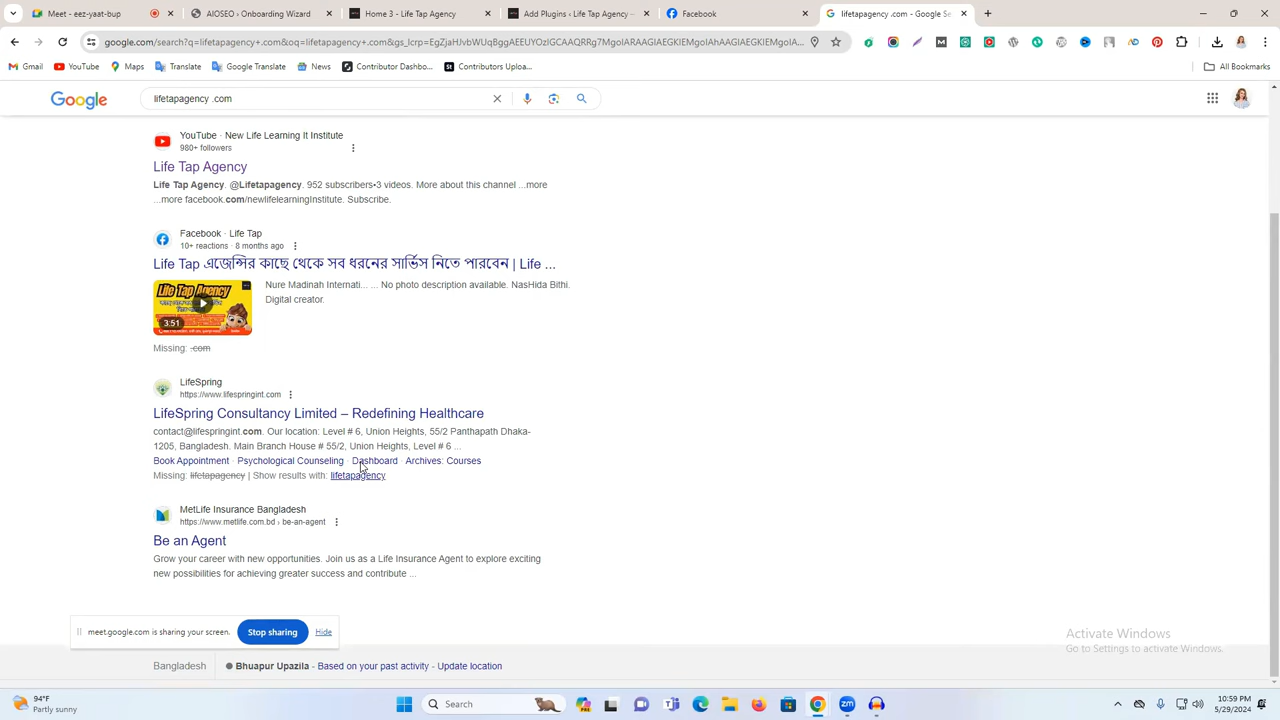 Meet - eez-zaat-bup
AIOSEO › Onboarding Wizard
Home 3 - Life Tap Agency
Add Plugins ‹ Life Tap Agency —
Facebook
lifetapagency .com - Google Se
google.com/search?q=lifetapagency+.com&oq=lifetapagency+.com&gs_lcrp=EgZjaHJvbWUqBggAEEUYOzIGCAAQRRg7MgoIARAAGIAEGKIEMgoIAhAAGIAEGKIEMgoIAxAAGIAEGKIEMgoIBBAAGIAEGKIE...
Gmail YouTube Maps Translate Google Translate News Contributor Dashbo... Contributors Uploa... All Bookmarks
Google
lifetapagency .com
YouTube · New Life Learning It Institute
980+ followers
Life Tap Agency
Life Tap Agency. @Lifetapagency. 952 subscribers•3 videos. More about this channel ...more
...more facebook.com/newlifelearningInstitute. Subscribe.
Facebook · Life Tap
10+ reactions · 8 months ago
Life Tap এজেন্সির কাছে থেকে সব ধরনের সার্ভিস নিতে পারবেন | Life ...
Life Tap Agency
3:51
Nure Madinah Internati... ... No photo description available. NasHida Bithi.
Digital creator.
Missing: .com
LifeSpring
https://www.lifespringint.com
LifeSpring Consultancy Limited – Redefining Healthcare
contact@lifespringint.com. Our location: Level # 6, Union Heights, 55/2 Panthapath Dhaka-
1205, Bangladesh. Main Branch House # 55/2, Union Heights, Level # 6 ...
Book Appointment · Psychological Counseling · Dashboard · Archives: Courses
Missing: lifetapagency | Show results with: lifetapagency
MetLife Insurance Bangladesh
https://www.metlife.com.bd › be-an-agent
Be an Agent
Grow your career with new opportunities. Join us as a Life Insurance Agent to explore exciting
new possibilities for achieving greater success and contribute ...
meet.google.com is sharing your screen. Stop sharing Hide
Activate Windows
Go to Settings to activate Windows.
Bangladesh Bhuapur Upazila - Based on your past activity - Update location
94°F
Partly sunny
Search
10:59 PM
5/29/2024